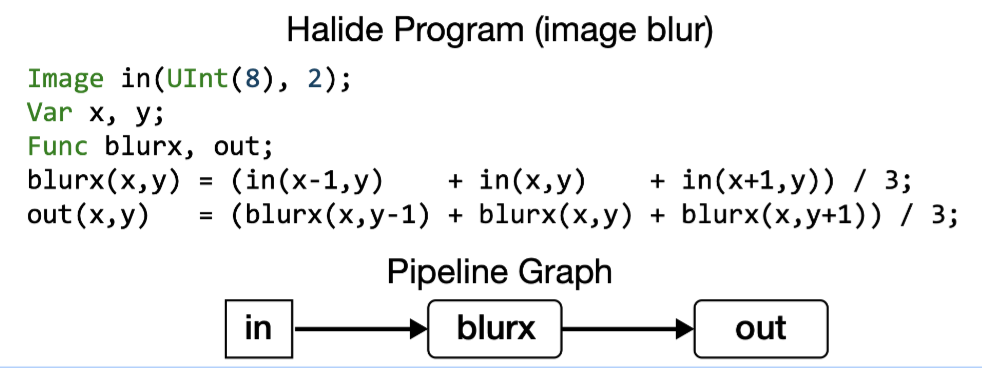 Halide Program (image blur)
Image in(UInt(8), 2);
Var x, y;
Func blurx, out;
blurx(x,y) = (in(x-1,y)    + in(x,y)    + in(x+1,y)) / 3;
out(x,y)   = (blurx(x,y-1) + blurx(x,y) + blurx(x,y+1)) / 3;
Pipeline Graph
in blurx out